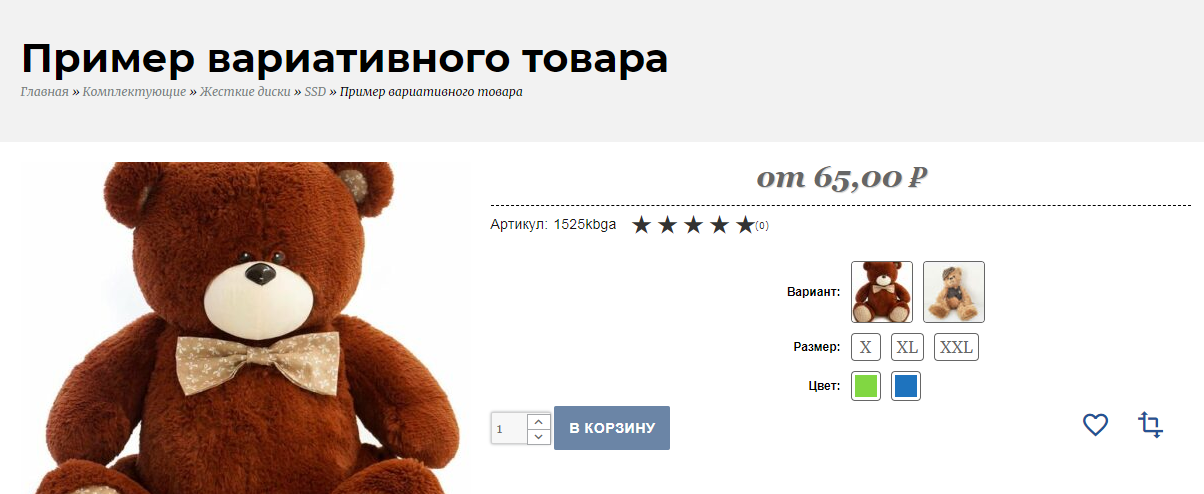 Пример вариативного товара
Главная » Комплектующие » Жесткие диски » SSD » Пример вариативного товара
от 65,00 ₽
Артикул: 1525kbga ★ ★ ★ ★ ★ (0)
Вариант:
Размер: X XL XXL
Цвет:
1 В КОРЗИНУ